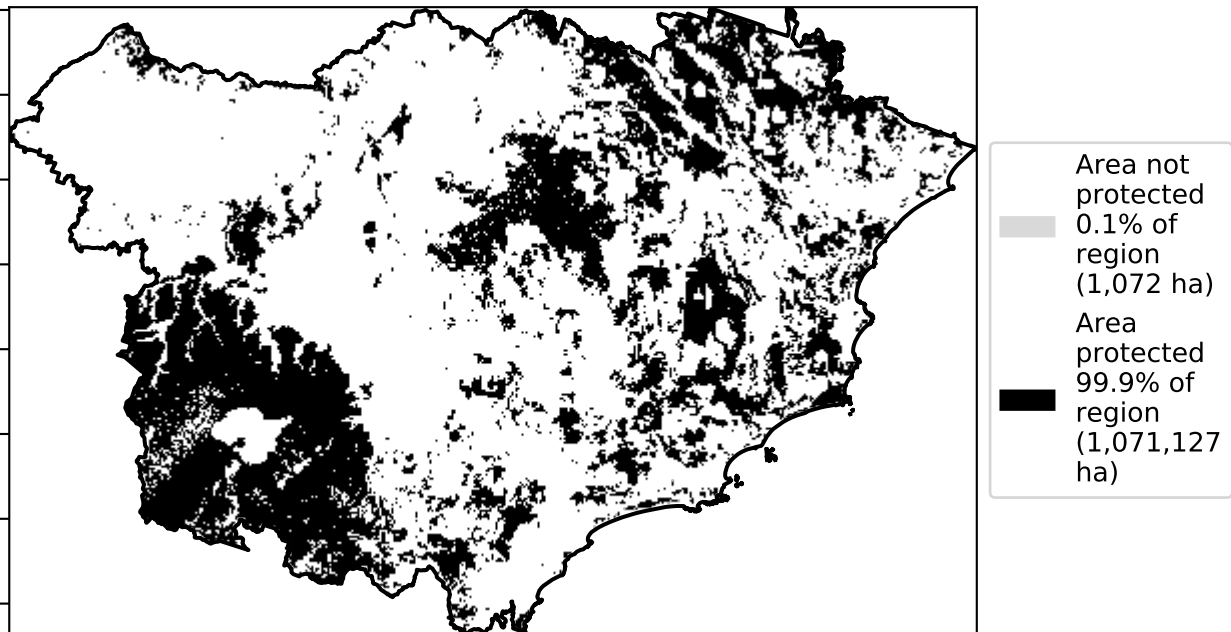 Area not
protected
0.1% of
region
(1,072 ha)
Area
protected
99.9% of
region
(1,071,127
ha)